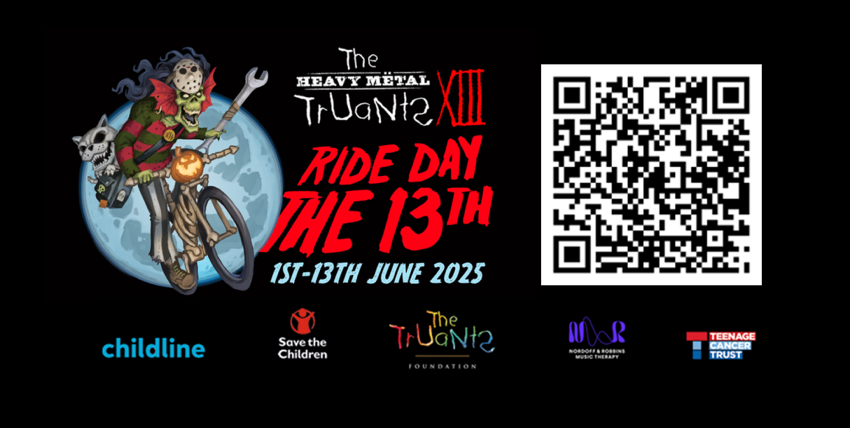 The
HEAVY MËTAL
TrUaNtS XIII
RIDE DAY
THE 13TH
1ST-13TH JUNE 2025
childline
Save the
Children
The
TrUaNtS
FOUNDATION
NORDOFF & ROBBINS
MUSIC THERAPY
TEENAGE
CANCER
TRUST